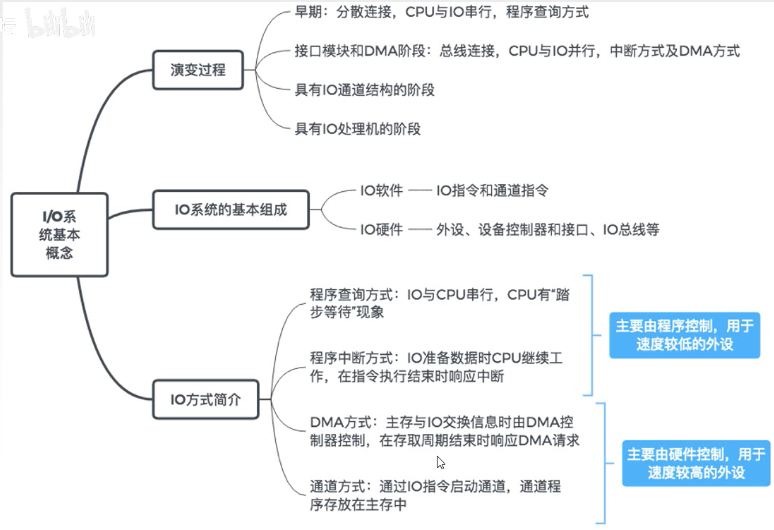 bilibili
早期：分散连接，CPU与IO串行，程序查询方式
接口模块和DMA阶段：总线连接，CPU与IO并行，中断方式及DMA方式
演变过程
具有IO通道结构的阶段
具有IO处理机的阶段
I/O系
统基本
概念
IO系统的基本组成
IO软件
IO指令和通道指令
IO硬件
外设、设备控制器和接口、IO总线等
IO方式简介
程序查询方式：IO与CPU串行，CPU有“踏
步等待”现象
程序中断方式：IO准备数据时CPU继续工
作，在指令执行结束时响应中断
主要由程序控制，用于
速度较低的外设
DMA方式：主存与IO交换信息时由DMA控
制器控制，在存取周期结束时响应DMA请求
通道方式：通过IO指令启动通道，通道程
序存放在主存中
主要由硬件控制，用于
速度较高的外设